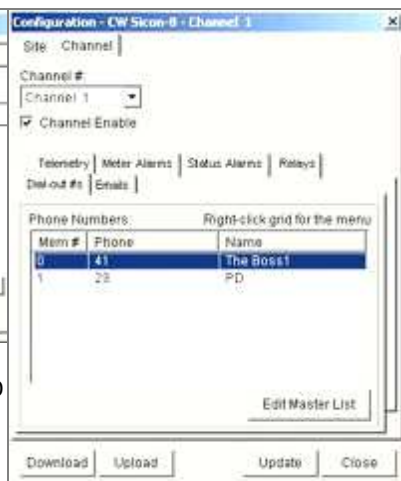 Configuration - CW Sicon-8 - Channel 1
Site Channel
Channel #
Channel 1
Channel Enable
Telemetry Meter Alarms Status Alarms Relays
Dial-out #s Emails
Phone Numbers Right-click grid for the menu
Mem # Phone Name
0 41 The Boss1
1 29 PD
Edit Master List
Download Upload Update Close